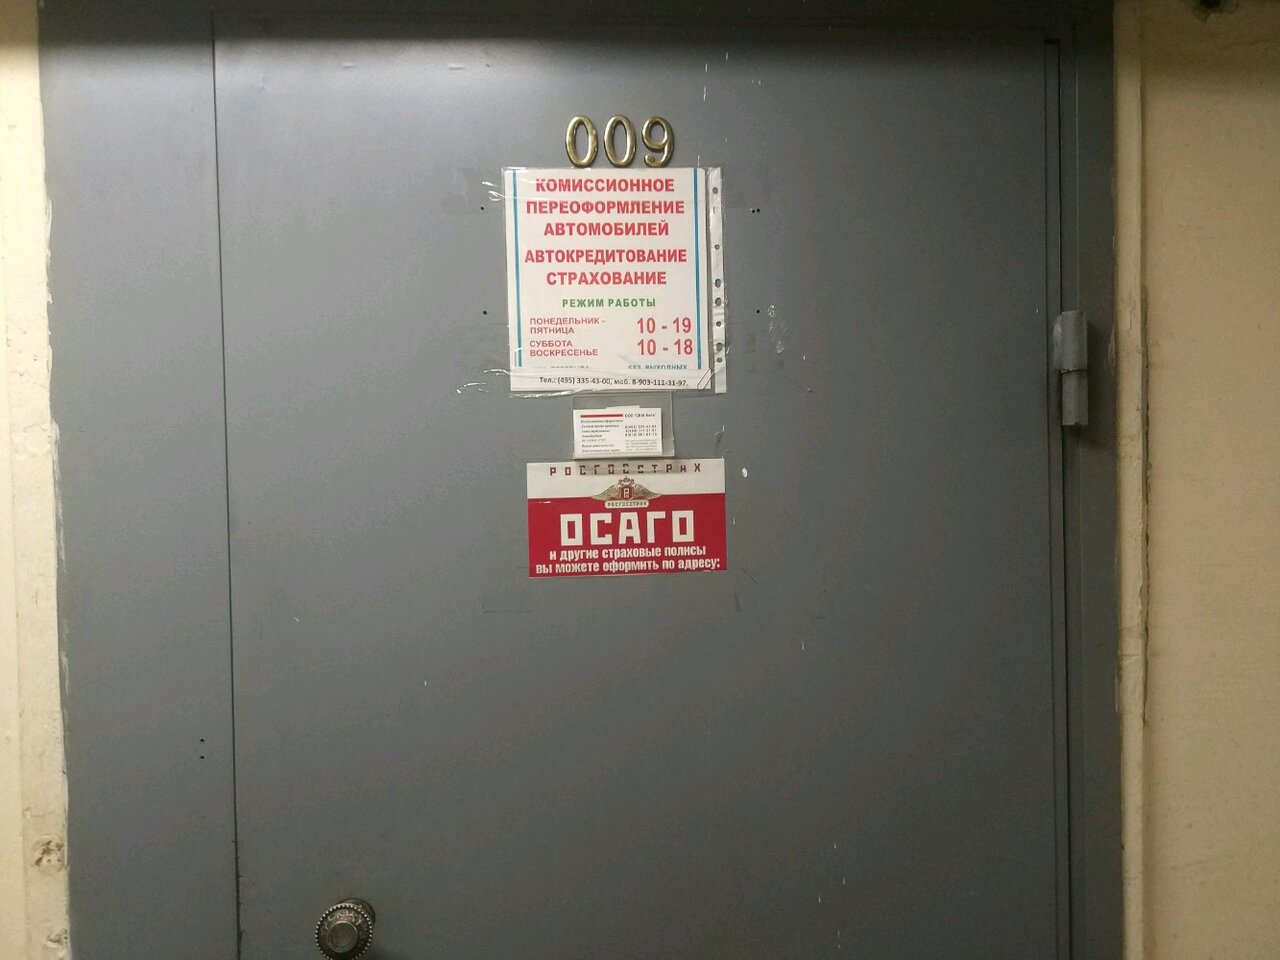 009
КОМИССИОННОЕ
ПЕРЕОФОРМЛЕНИЕ
АВТОМОБИЛЕЙ
АВТОКРЕДИТОВАНИЕ
СТРАХОВАНИЕ
РЕЖИМ РАБОТЫ
ПОНЕДЕЛЬНИК - ПЯТНИЦА 10 - 19
СУББОТА ВОСКРЕСЕНЬЕ 10 - 18
БЕЗ ВЫХОДНЫХ
Тел.: (495) 335-43-00, моб. 8-903-111-31-97.
РОСГОССТРАХ
РОСГОССТРАХ
ОСАГО
и другие страховые полисы
вы можете оформить по адресу: